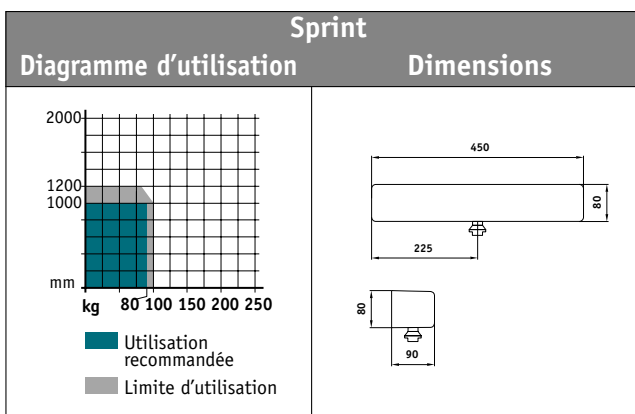 Sprint
Diagramme d'utilisation
Dimensions
2000
1200
1000
mm
kg 80 100 150 200 250
Utilisation
recommandée
Limite d'utilisation
450
80
225
80
90